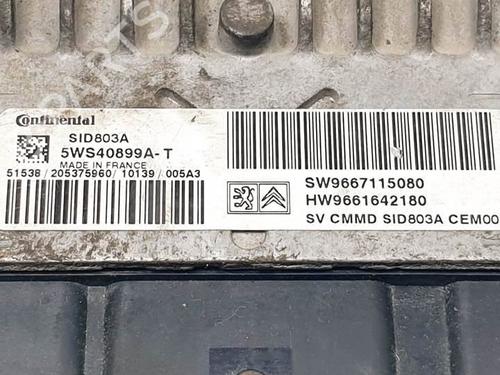 Continental
SID803A
5WS40899A-T
MADE IN FRANCE
51538/205375960/10139/005A3
SW9667115080
HW9661642180
SV CMMD SID803A CEM00